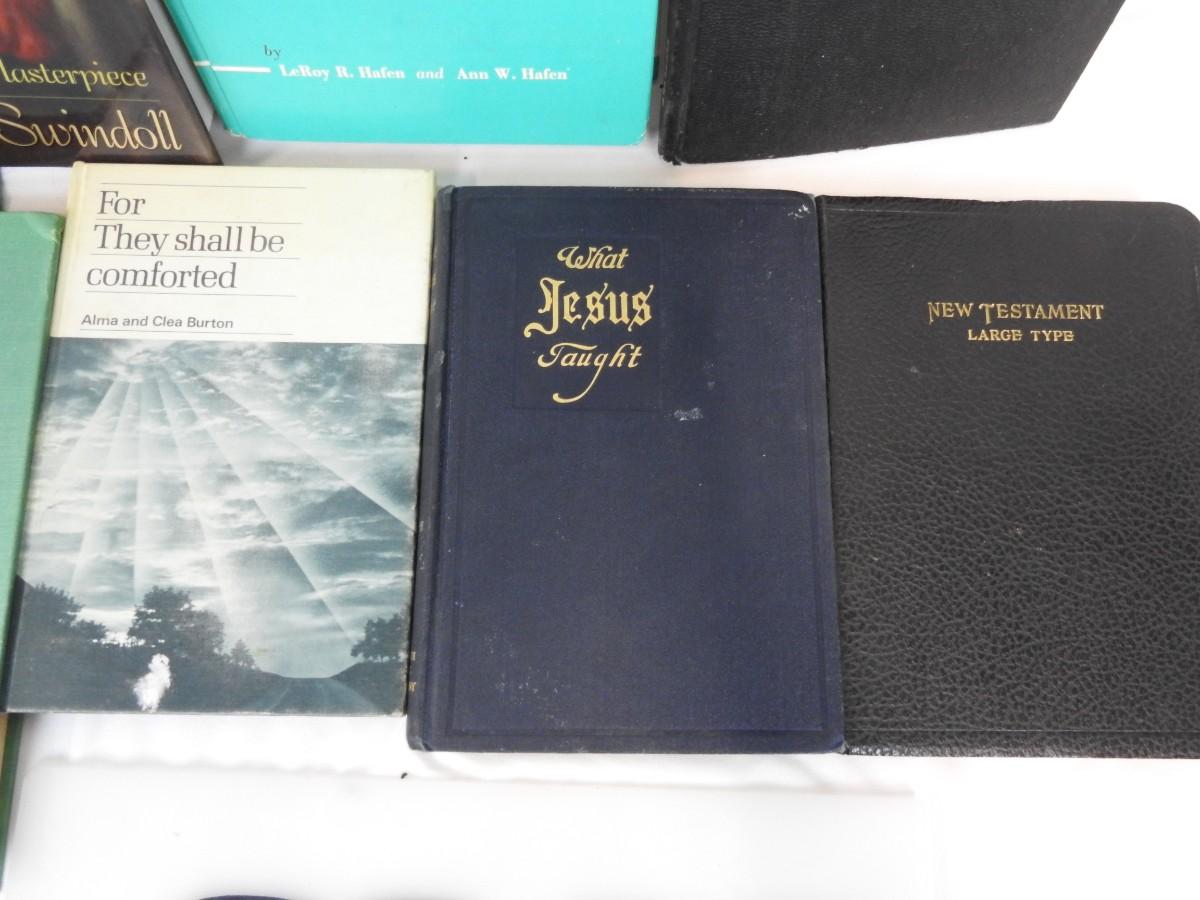 Masterpiece
Swindoll
by
LeRoy R. Hafen and Ann W. Hafen
For
They shall be
comforted
Alma and Clea Burton
What
Jesus
Taught
NEW TESTAMENT
LARGE TYPE